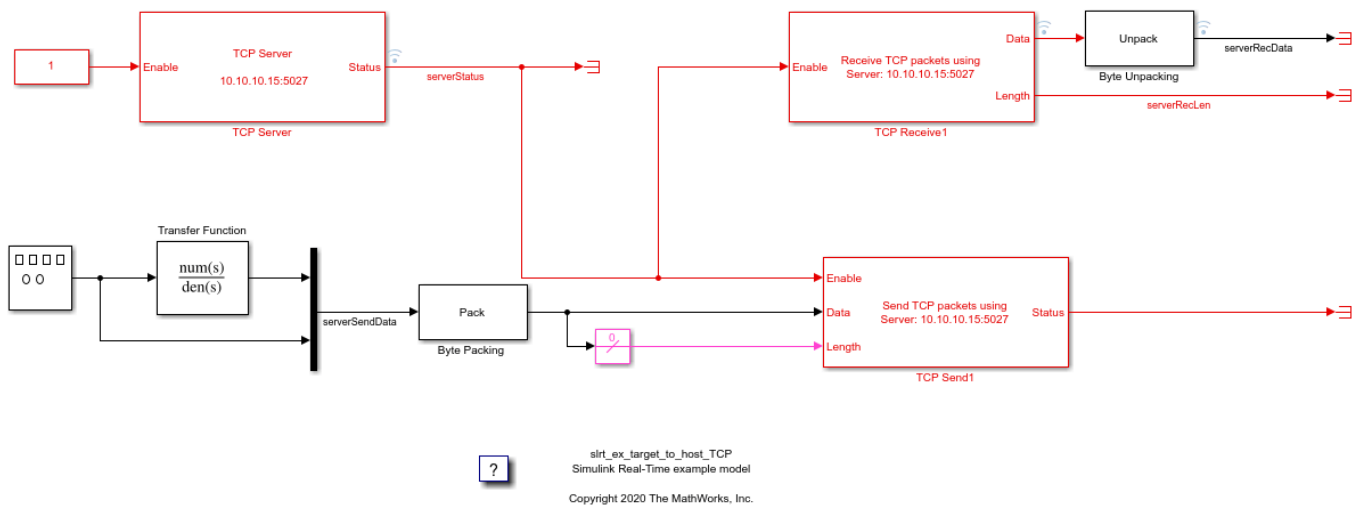 1
Enable
TCP Server
10.10.10.15:5027
Status
TCP Server
serverStatus
Enable
Receive TCP packets using
Server: 10.10.10.15:5027
Data
Length
TCP Receive1
Unpack
Byte Unpacking
serverRecData
serverRecLen
Transfer Function
num(s)
den(s)
serverSendData
Pack
Byte Packing
0
Enable
Data
Length
Send TCP packets using
Server: 10.10.10.15:5027
Status
TCP Send1
?
slrt_ex_target_to_host_TCP
Simulink Real-Time example model
Copyright 2020 The MathWorks, Inc.